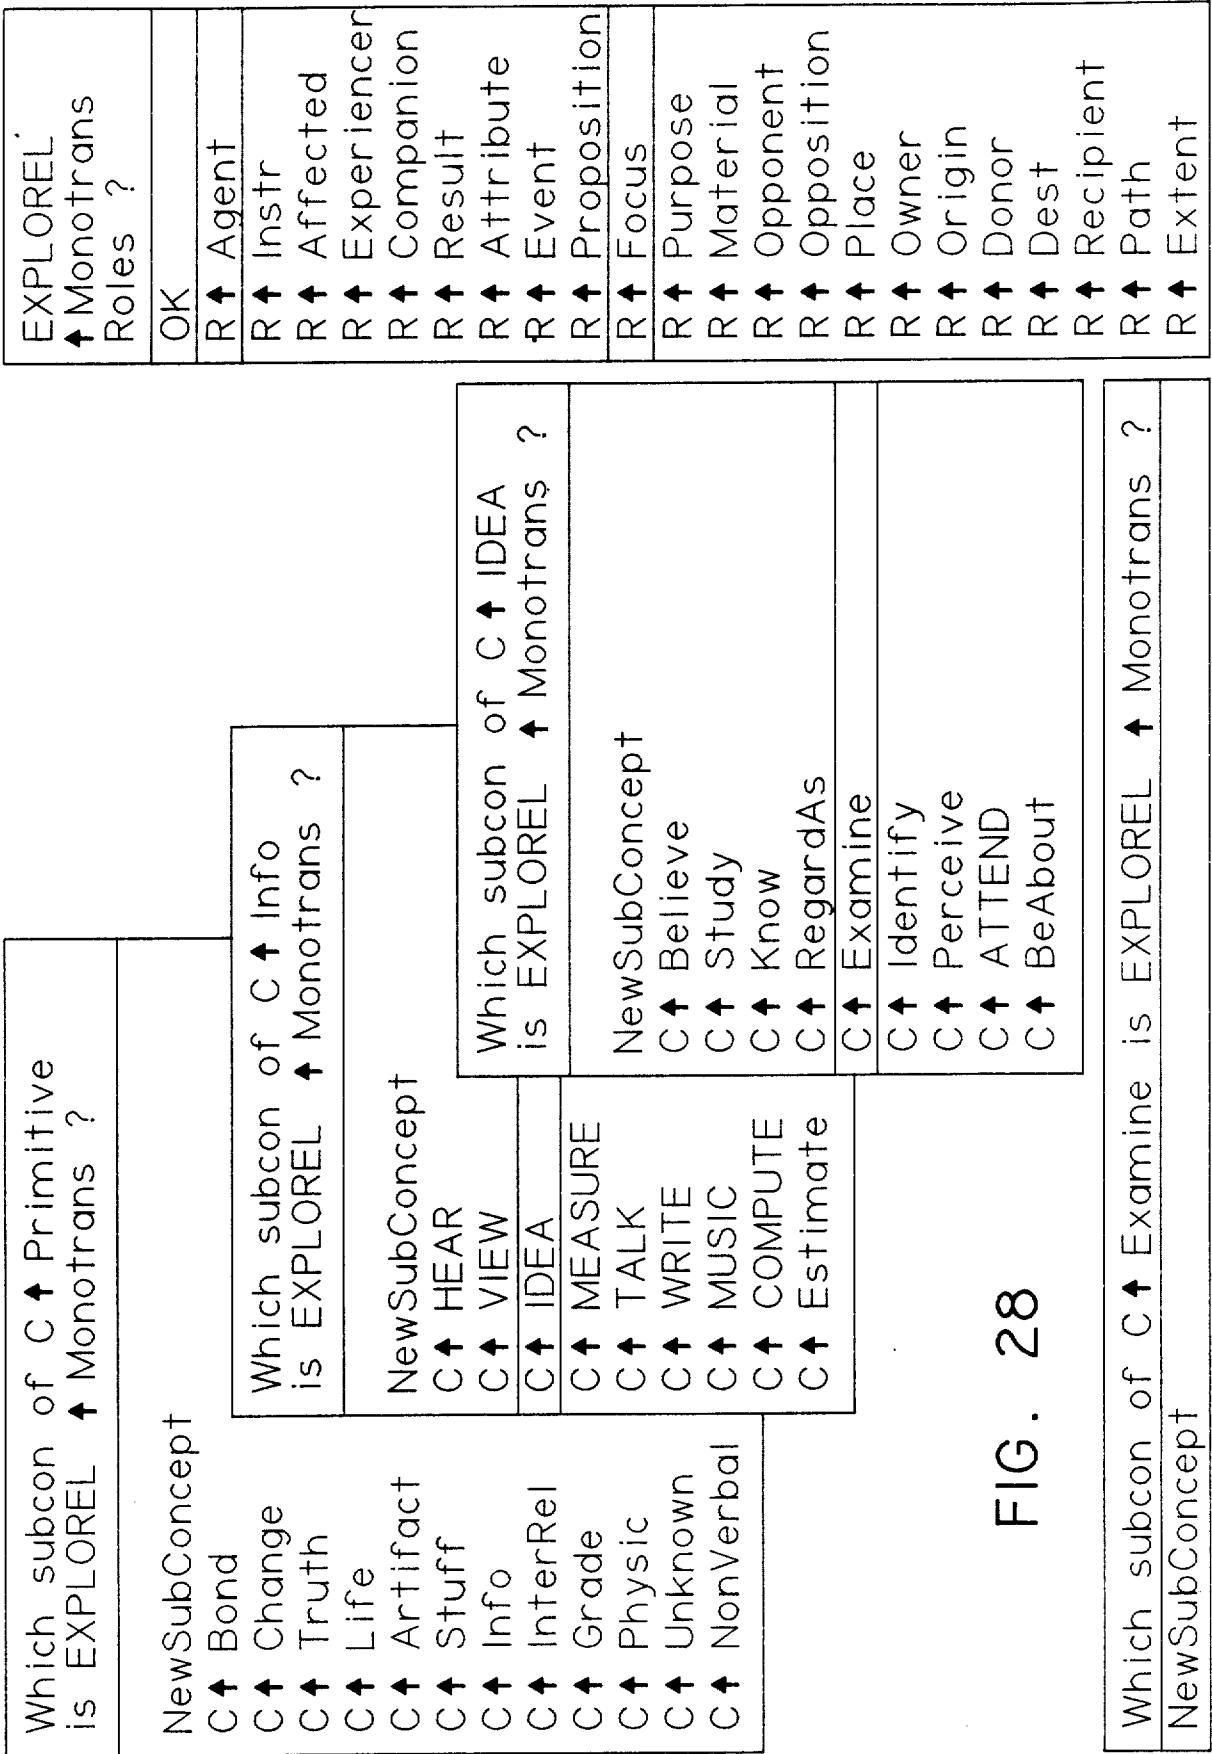 Which subcon of C ↑ Primitive
is EXPLOREL ↑ Monotrans ?
NewSubConcept
C ↑ Bond
C ↑ Change
C ↑ Truth
C ↑ Life
C ↑ Artifact
C ↑ Stuff
C ↑ Info
C ↑ InterRel
C ↑ Grade
C ↑ Physic
C ↑ Unknown
C ↑ NonVerbal
Which subcon of C ↑ Info
is EXPLOREL ↑ Monotrans ?
NewSubConcept
C ↑ HEAR
C ↑ VIEW
C ↑ IDEA
C ↑ MEASURE
C ↑ TALK
C ↑ WRITE
C ↑ MUSIC
C ↑ COMPUTE
C ↑ Estimate
Which subcon of C ↑ IDEA
is EXPLOREL ↑ Monotrans ?
NewSubConcept
C ↑ Believe
C ↑ Study
C ↑ Know
C ↑ RegardAs
C ↑ Examine
C ↑ Identify
C ↑ Perceive
C ↑ ATTEND
C ↑ BeAbout
EXPLOREL
↑ Monotrans
Roles ?
OK
R ↑ Agent
R ↑ Instr
R ↑ Affected
R ↑ Experiencer
R ↑ Companion
R ↑ Result
R ↑ Attribute
R ↑ Event
R ↑ Proposition
R ↑ Focus
R ↑ Purpose
R ↑ Material
R ↑ Opponent
R ↑ Opposition
R ↑ Place
R ↑ Owner
R ↑ Origin
R ↑ Donor
R ↑ Dest
R ↑ Recipient
R ↑ Path
R ↑ Extent
FIG. 28
Which subcon of C ↑ Examine is EXPLOREL ↑ Monotrans ?
NewSubConcept